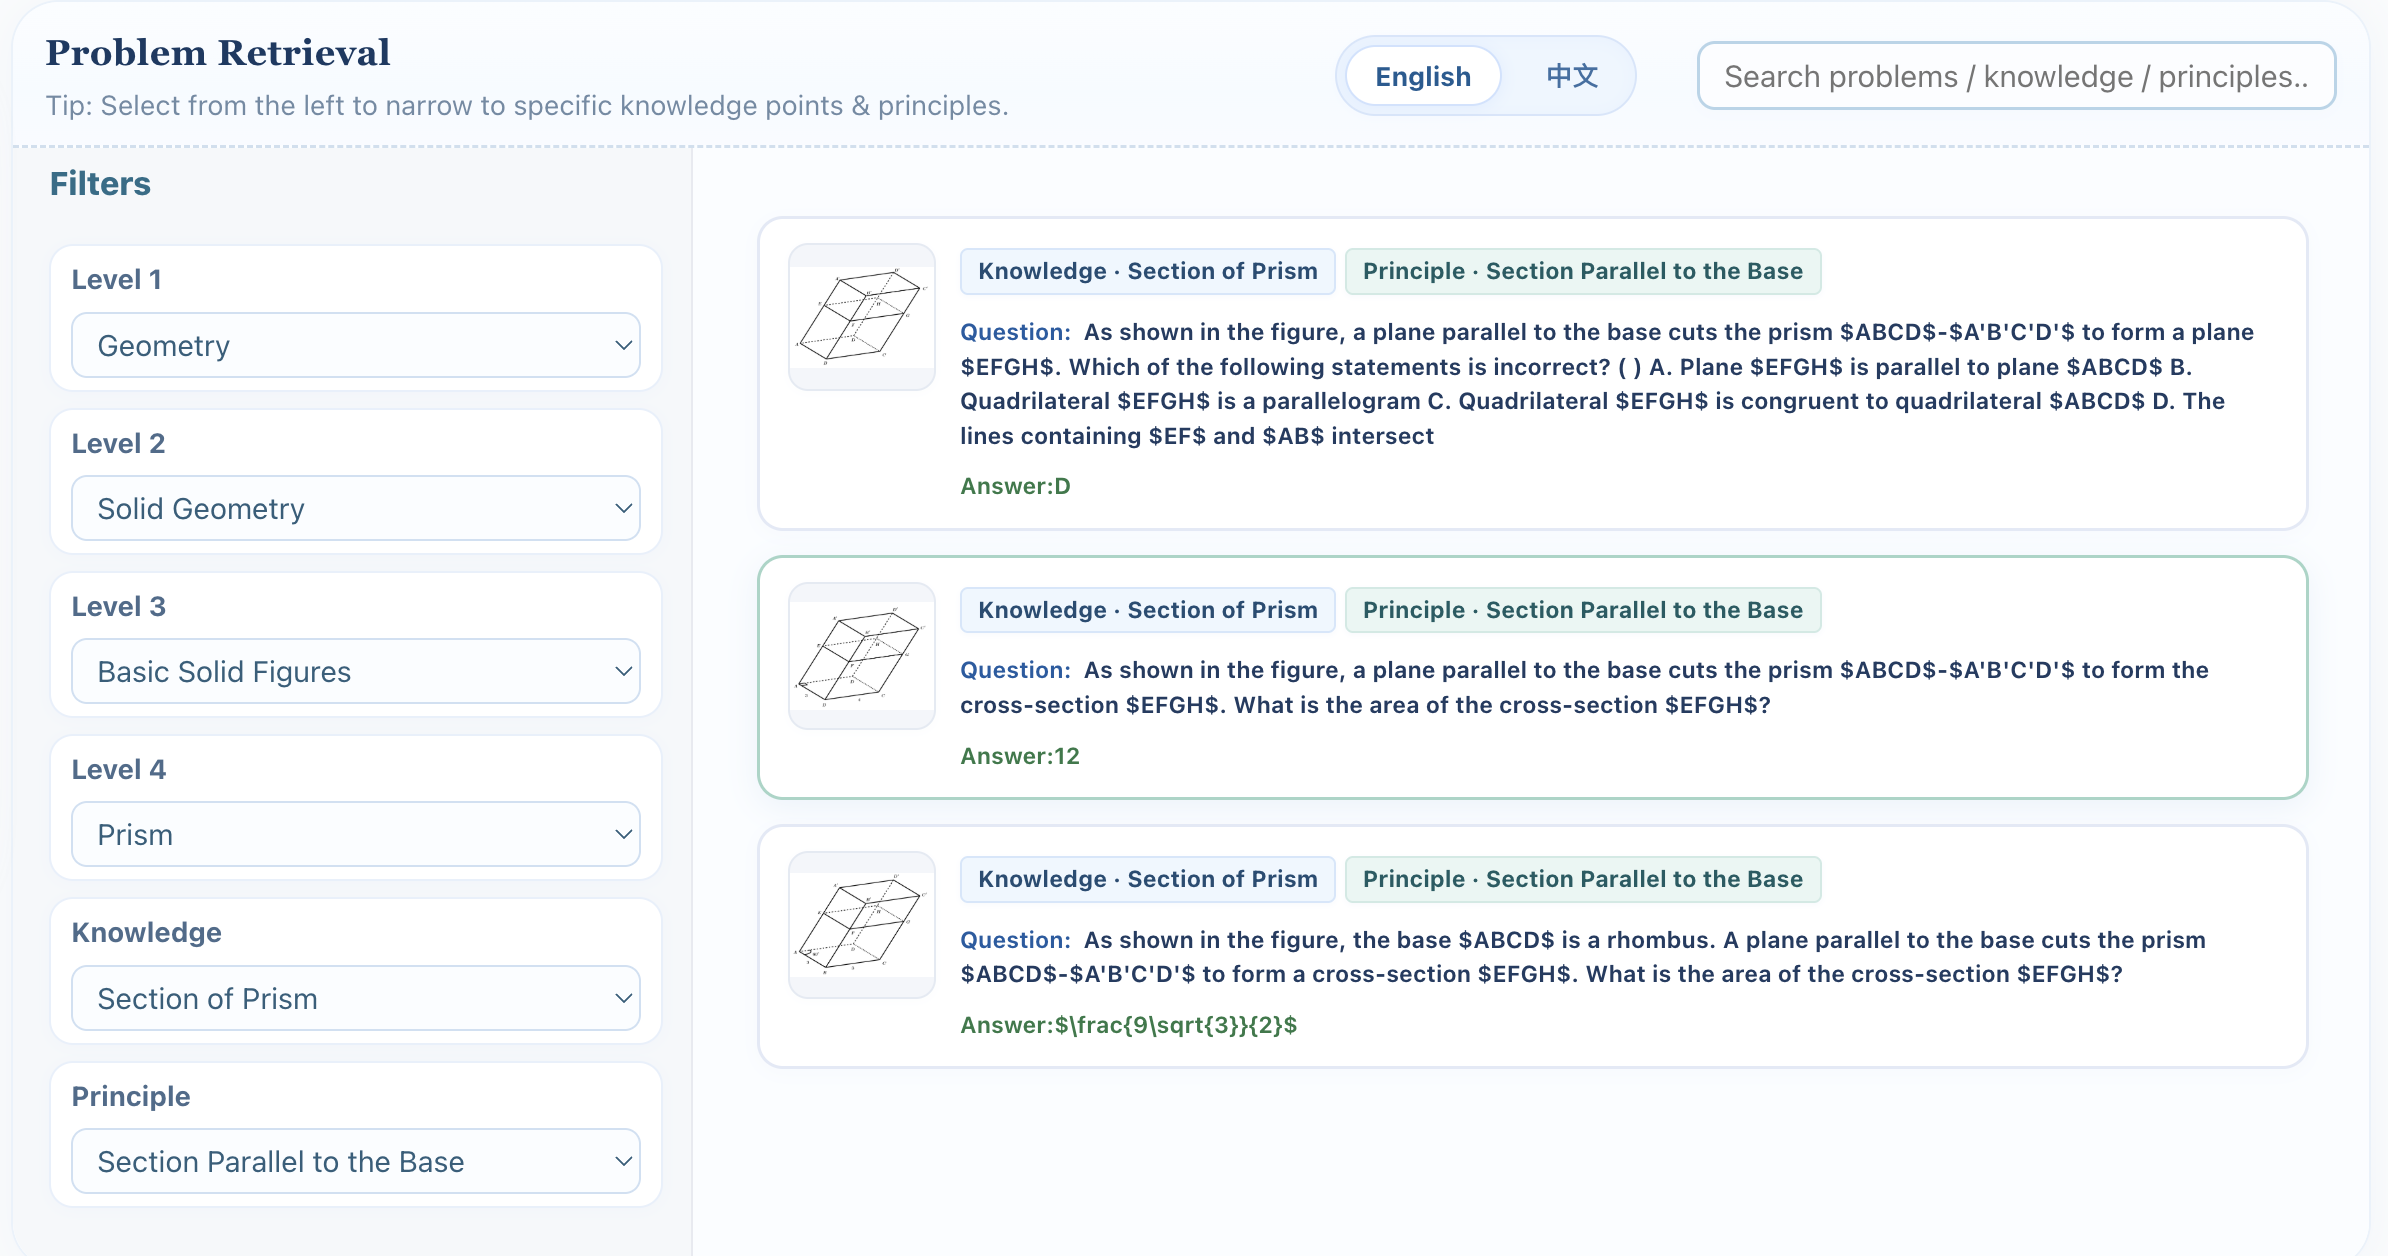 Problem Retrieval
Tip: Select from the left to narrow to specific knowledge points & principles.
English
中文
Search problems / knowledge / principles..
Filters
Level 1
Geometry
Level 2
Solid Geometry
Level 3
Basic Solid Figures
Level 4
Prism
Knowledge
Section of Prism
Principle
Section Parallel to the Base
Knowledge · Section of Prism
Principle · Section Parallel to the Base
Question: As shown in the figure, a plane parallel to the base cuts the prism $ABCD$-$A'B'C'D'$ to form a plane
$EFGH$. Which of the following statements is incorrect? ( ) A. Plane $EFGH$ is parallel to plane $ABCD$ B.
Quadrilateral $EFGH$ is a parallelogram C. Quadrilateral $EFGH$ is congruent to quadrilateral $ABCD$ D. The
lines containing $EF$ and $AB$ intersect
Answer:D
Knowledge · Section of Prism
Principle · Section Parallel to the Base
Question: As shown in the figure, a plane parallel to the base cuts the prism $ABCD$-$A'B'C'D'$ to form the
cross-section $EFGH$. What is the area of the cross-section $EFGH$?
Answer:12
Knowledge · Section of Prism
Principle · Section Parallel to the Base
Question: As shown in the figure, the base $ABCD$ is a rhombus. A plane parallel to the base cuts the prism
$ABCD$-$A'B'C'D'$ to form a cross-section $EFGH$. What is the area of the cross-section $EFGH$?
Answer:$\frac{9\sqrt{3}}{2}$